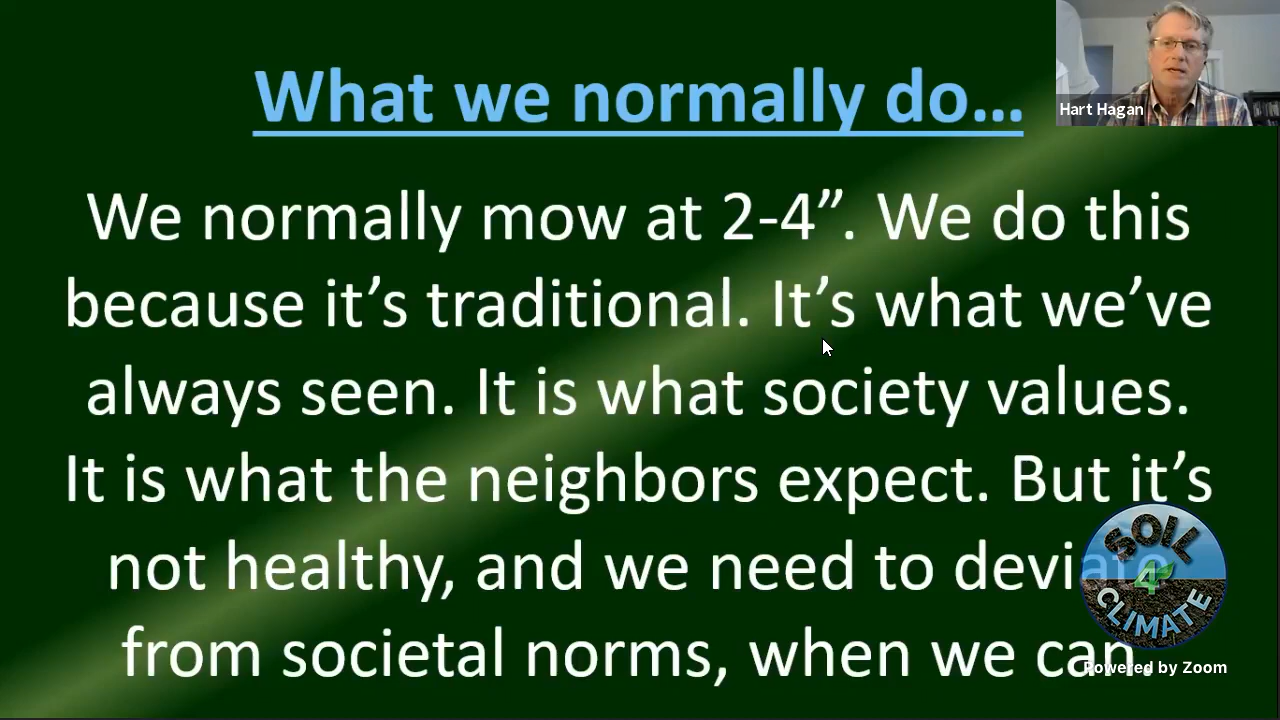 What we normally do...
Hart Hagan
We normally mow at 2-4”. We do this
because it’s traditional. It’s what we’ve
always seen. It is what society values.
It is what the neighbors expect. But it’s
not healthy, and we need to deviate
from societal norms, when we can.
SOIL
4
CLIMATE
Powered by Zoom